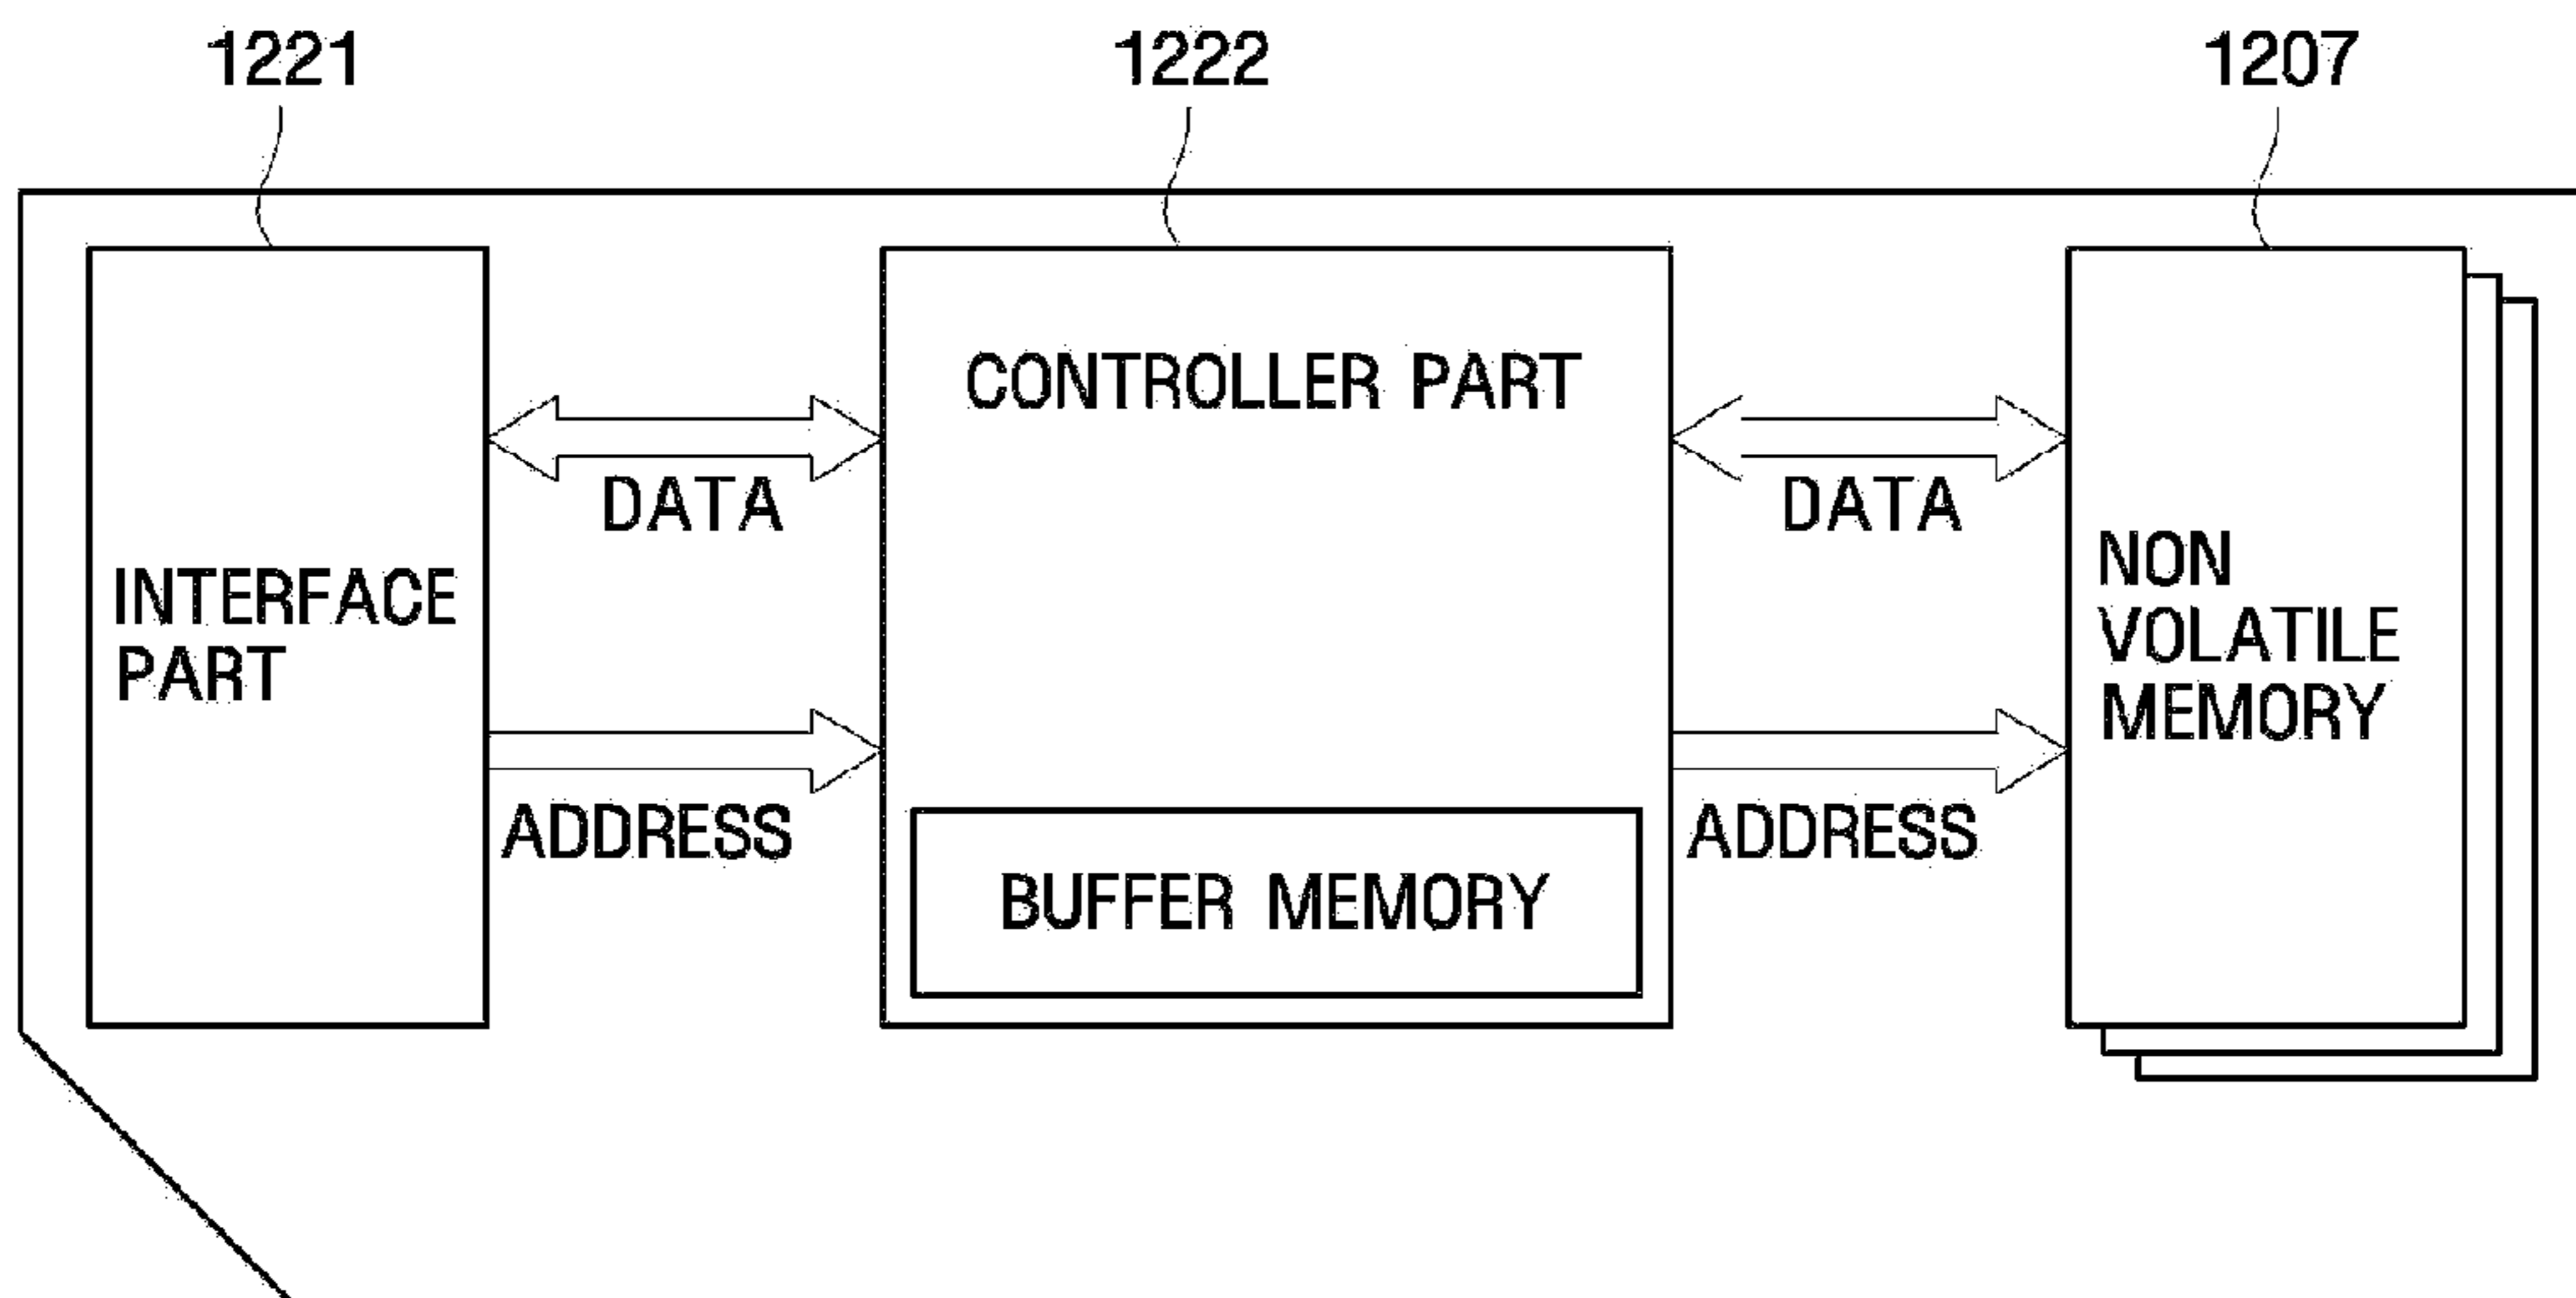 1221
1222
1207
CONTROLLER PART
DATA
DATA
INTERFACE
PART
NON
VOLATILE
MEMORY
ADDRESS
ADDRESS
BUFFER MEMORY